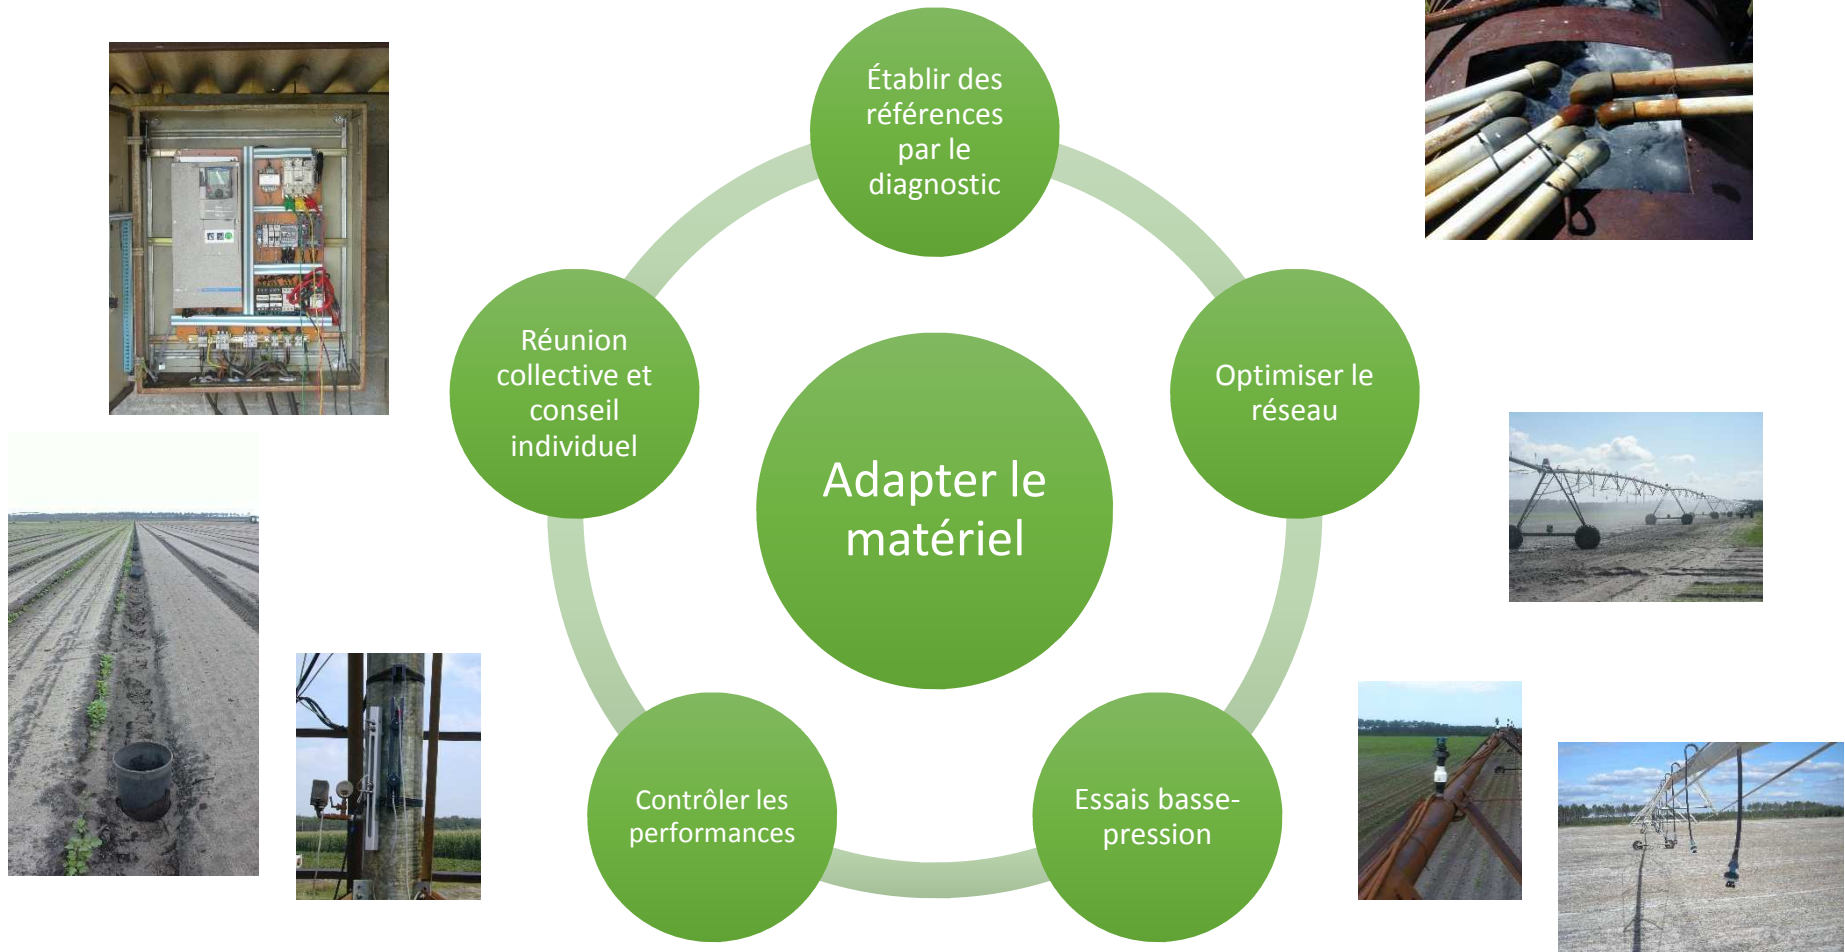 Établir des
références
par le
diagnostic
Optimiser le
réseau
Essais basse-
pression
Contrôler les
performances
Réunion
collective et
conseil
individuel
Adapter le
matériel